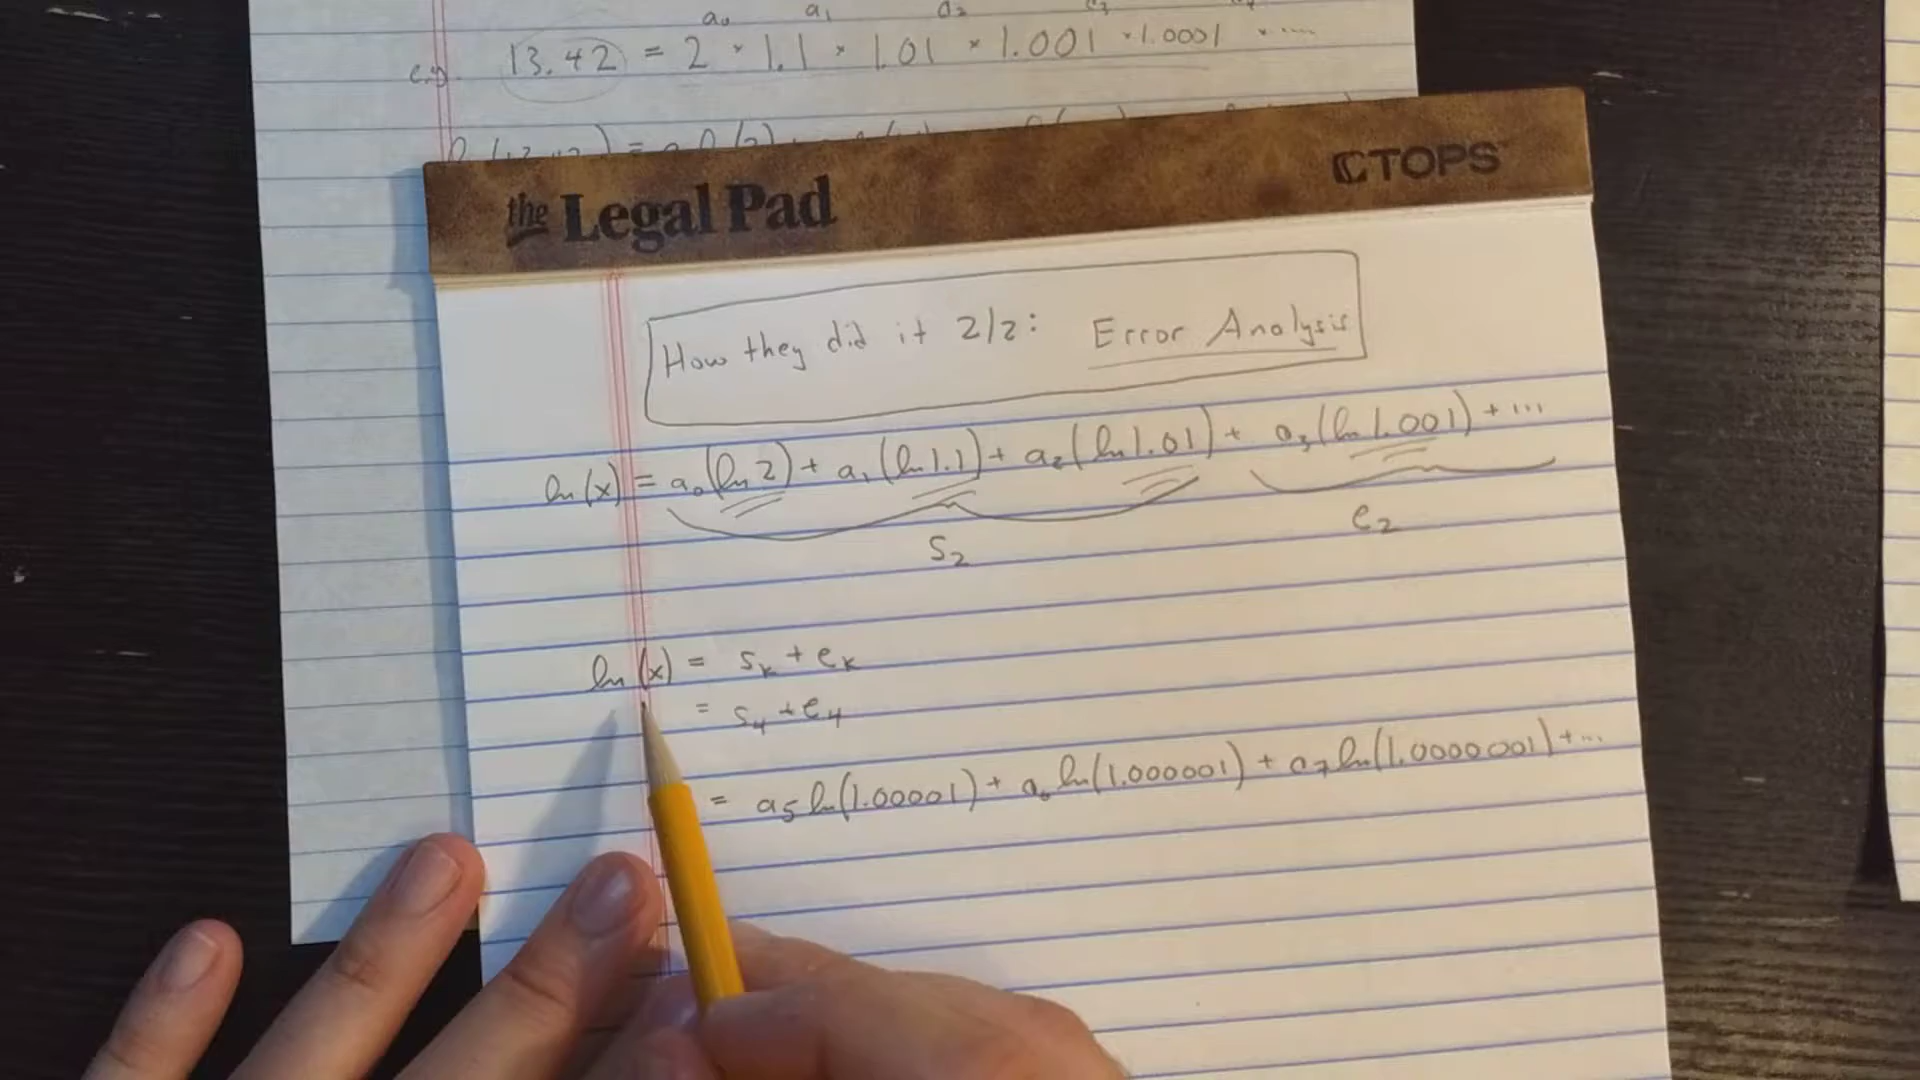 a₀ a₁ a₂
e.g. 13.42 = 2 × 1.1 × 1.01 × 1.001 × 1.0001 × ....
the Legal Pad TOPS
How they did it 2/2: Error Analysis
ln(x) = a₀(ln 2) + a₁(ln 1.1) + a₂(ln 1.01) + a₃(ln 1.001) + ...
S₂ e₂
ln(x) = Sₖ + eₖ
= S₄ + e₄
= a₅ ln(1.00001) + a₆ ln(1.000001) + a₇ ln(1.0000001) + ...